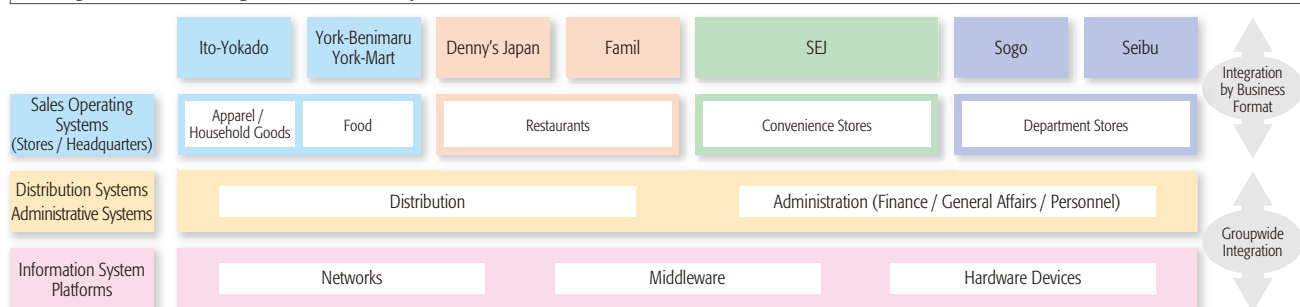 Ito-Yokado
York-Benimaru
York-Mart
Denny's Japan
Famil
SEJ
Sogo
Seibu
Integration
by Business
Format
Sales Operating
Systems
(Stores / Headquarters)
Apparel /
Household Goods
Food
Restaurants
Convenience Stores
Department Stores
Distribution Systems
Administrative Systems
Distribution
Administration (Finance / General Affairs / Personnel)
Groupwide
Integration
Information System
Platforms
Networks
Middleware
Hardware Devices